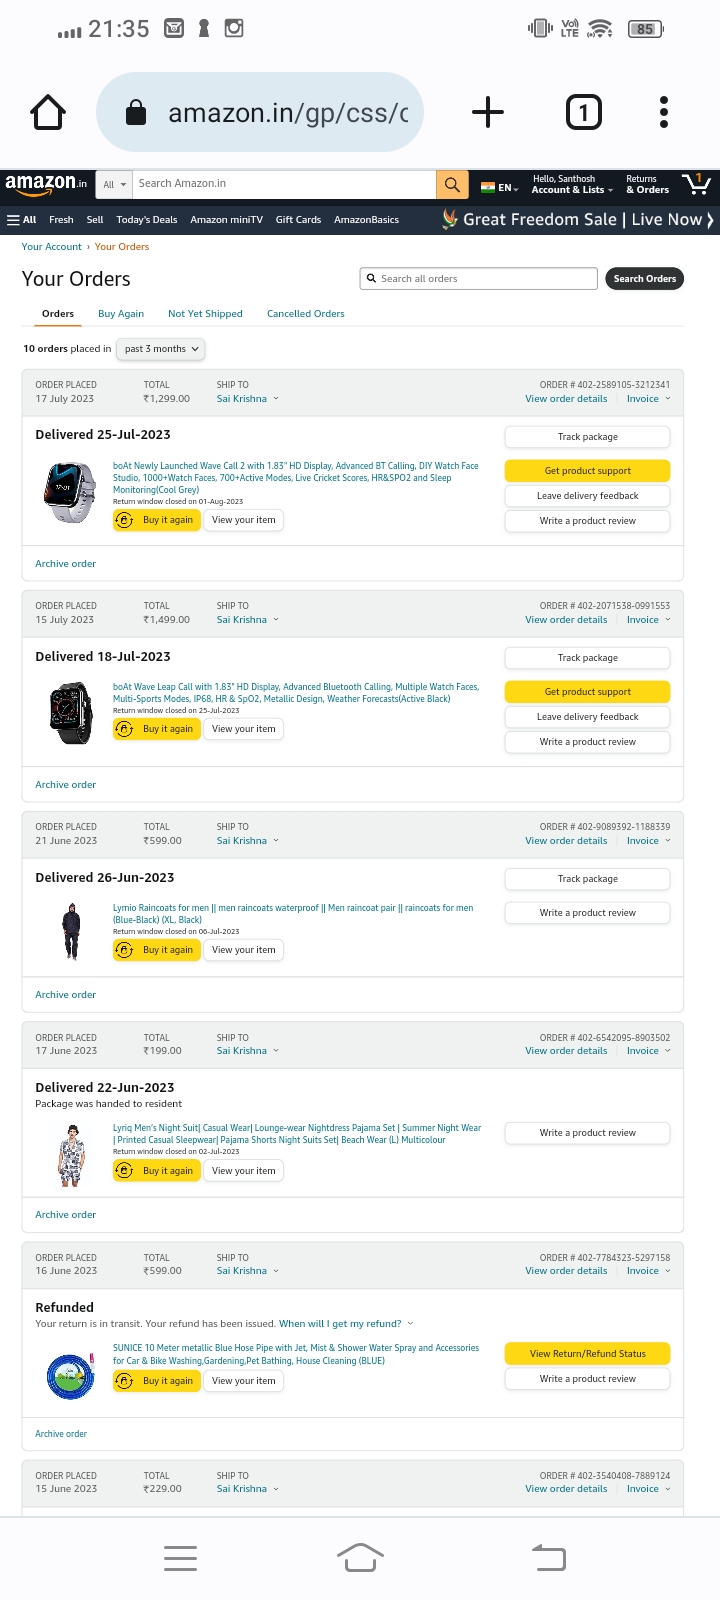 21:35
Vo)
LTE
85
amazon.in/gp/css/c
1
amazon.in
All
Search Amazon.in
EN
Hello, Santhosh
Account & Lists
Returns
& Orders
1
All Fresh Sell Today's Deals Amazon miniTV Gift Cards AmazonBasics
Great Freedom Sale | Live Now
Your Account › Your Orders
Your Orders
Search all orders
Search Orders
Orders Buy Again Not Yet Shipped Cancelled Orders
10 orders placed in past 3 months
ORDER PLACED TOTAL SHIP TO ORDER # 402-2589105-3212341
17 July 2023 ₹1,299.00 Sai Krishna View order details Invoice
Delivered 25-Jul-2023
Track package
boAt Newly Launched Wave Call 2 with 1.83" HD Display, Advanced BT Calling, DIY Watch Face
Studio, 1000+Watch Faces, 700+Active Modes, Live Cricket Scores, HR&SPO2 and Sleep
Monitoring(Cool Grey)
Return window closed on 01-Aug-2023
Buy it again View your item
Get product support
Leave delivery feedback
Write a product review
Archive order
ORDER PLACED TOTAL SHIP TO ORDER # 402-2071538-0991553
15 July 2023 ₹1,499.00 Sai Krishna View order details Invoice
Delivered 18-Jul-2023
Track package
boAt Wave Leap Call with 1.83" HD Display, Advanced Bluetooth Calling, Multiple Watch Faces,
Multi-Sports Modes, IP68, HR & SpO2, Metallic Design, Weather Forecasts(Active Black)
Return window closed on 25-Jul-2023
Buy it again View your item
Get product support
Leave delivery feedback
Write a product review
Archive order
ORDER PLACED TOTAL SHIP TO ORDER # 402-9089392-1188339
21 June 2023 ₹599.00 Sai Krishna View order details Invoice
Delivered 26-Jun-2023
Track package
Lymio Raincoats for men || men raincoats waterproof || Men raincoat pair || raincoats for men
(Blue-Black) (XL, Black)
Return window closed on 06-Jul-2023
Buy it again View your item
Write a product review
Archive order
ORDER PLACED TOTAL SHIP TO ORDER # 402-6542095-8903502
17 June 2023 ₹199.00 Sai Krishna View order details Invoice
Delivered 22-Jun-2023
Package was handed to resident
Lyriq Men's Night Suit| Casual Wear| Lounge-wear Nightdress Pajama Set | Summer Night Wear
| Printed Casual Sleepwear| Pajama Shorts Night Suits Set| Beach Wear (L) Multicolour
Return window closed on 02-Jul-2023
Buy it again View your item
Write a product review
Archive order
ORDER PLACED TOTAL SHIP TO ORDER # 402-7784323-5297158
16 June 2023 ₹599.00 Sai Krishna View order details Invoice
Refunded
Your return is in transit. Your refund has been issued. When will I get my refund?
SUNICE 10 Meter metallic Blue Hose Pipe with Jet, Mist & Shower Water Spray and Accessories
for Car & Bike Washing,Gardening,Pet Bathing, House Cleaning (BLUE)
Buy it again View your item
View Return/Refund Status
Write a product review
Archive order
ORDER PLACED TOTAL SHIP TO ORDER # 402-3540408-7889124
15 June 2023 ₹229.00 Sai Krishna View order details Invoice